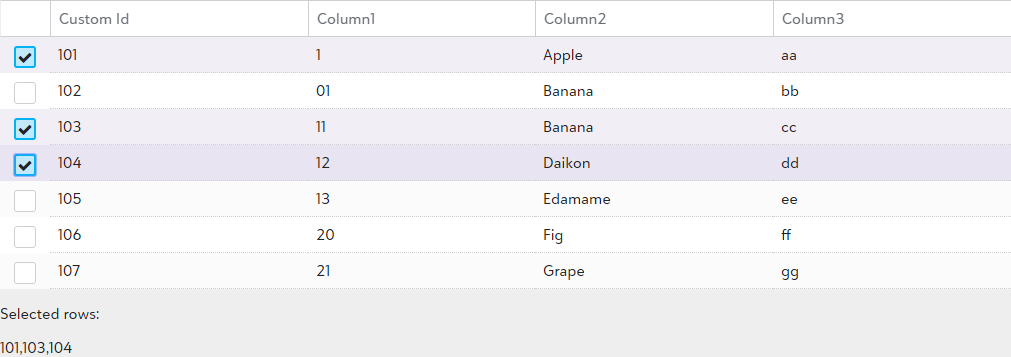 Custom Id Column1 Column2 Column3
101 1 Apple aa
102 01 Banana bb
103 11 Banana cc
104 12 Daikon dd
105 13 Edamame ee
106 20 Fig ff
107 21 Grape gg
Selected rows:
101,103,104